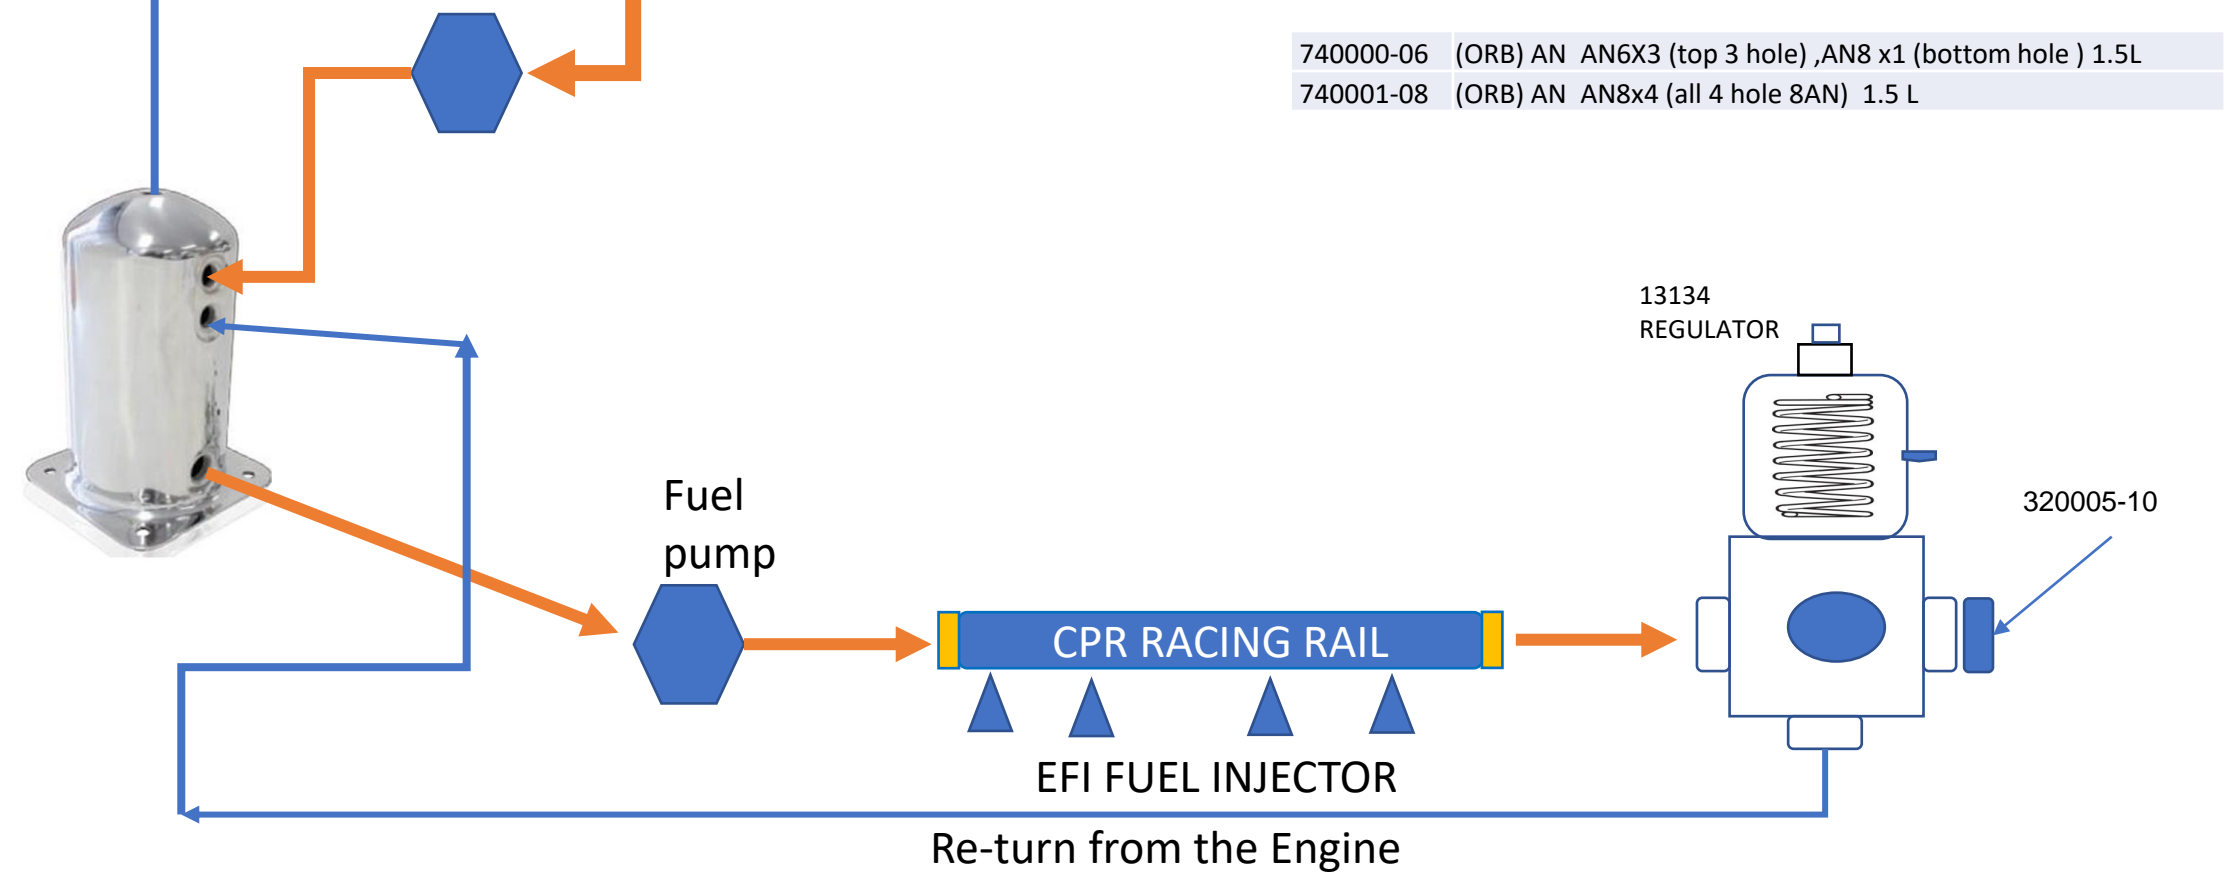 740000-06 (ORB) AN AN6X3 (top 3 hole) ,AN8 x1 (bottom hole ) 1.5L
740001-08 (ORB) AN AN8x4 (all 4 hole 8AN) 1.5 L
13134
REGULATOR
320005-10
Fuel
pump
CPR RACING RAIL
EFI FUEL INJECTOR
Re-turn from the Engine